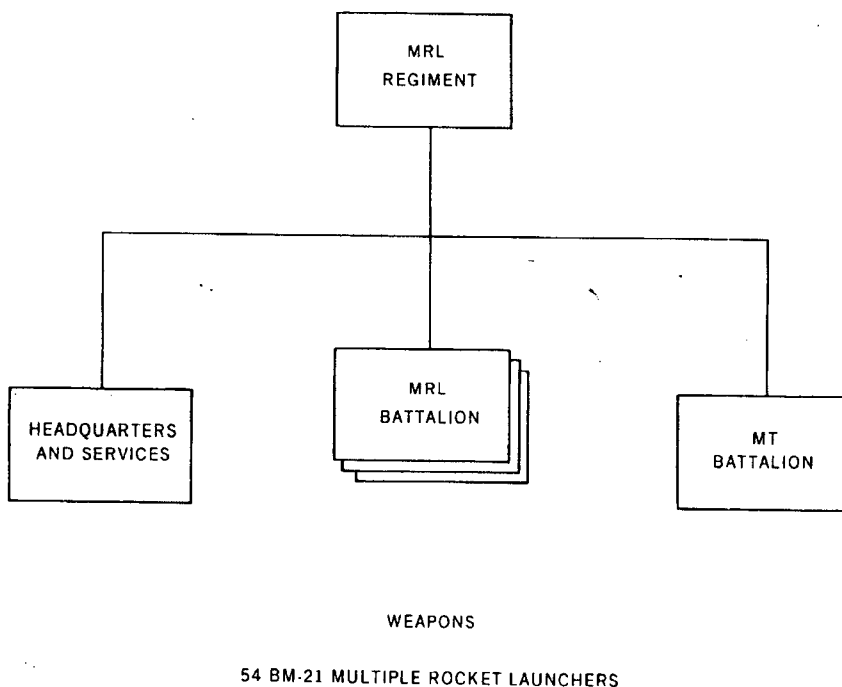 MRL
REGIMENT
HEADQUARTERS
AND SERVICES
MRL
BATTALION
MT
BATTALION
WEAPONS
54 BM-21 MULTIPLE ROCKET LAUNCHERS